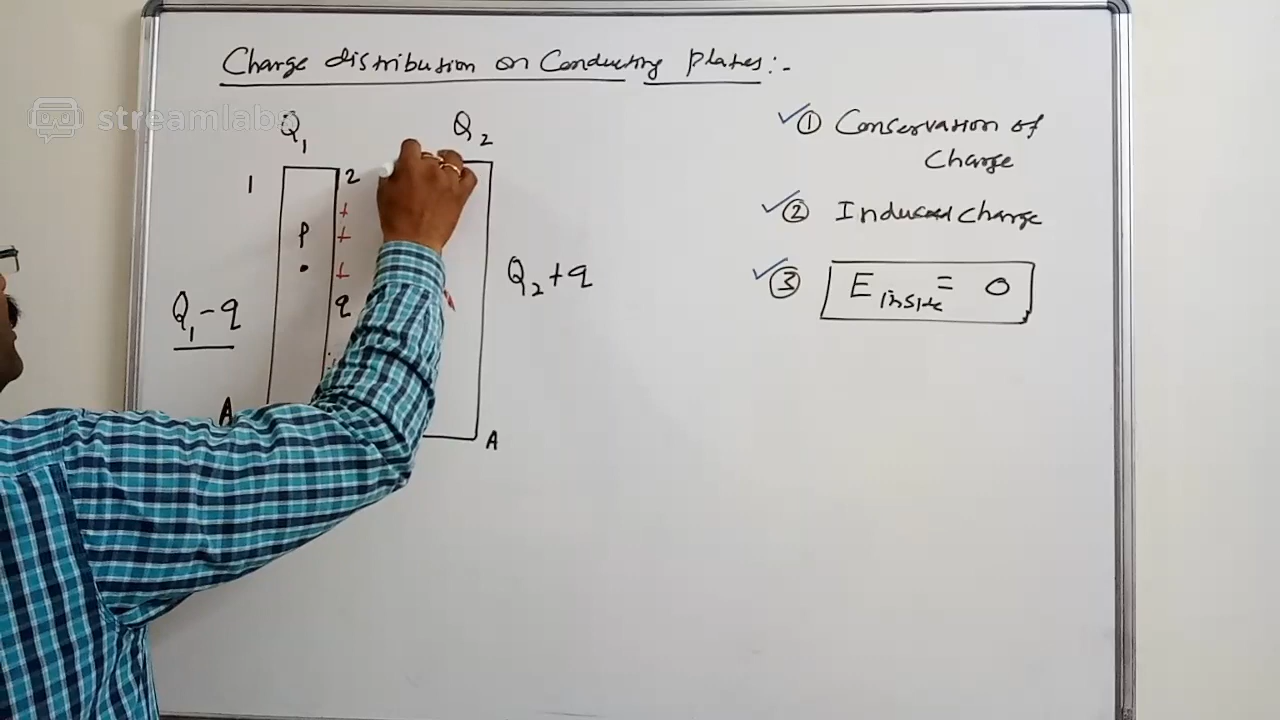 Charge distribution on Conducting plates:-
streamlabs
Q1
Q2
1
2
P
+
+
+
q
Q1-q
Q2+q
A
A
① Conservation of
Charge
② Induced charge
③ E inside = 0